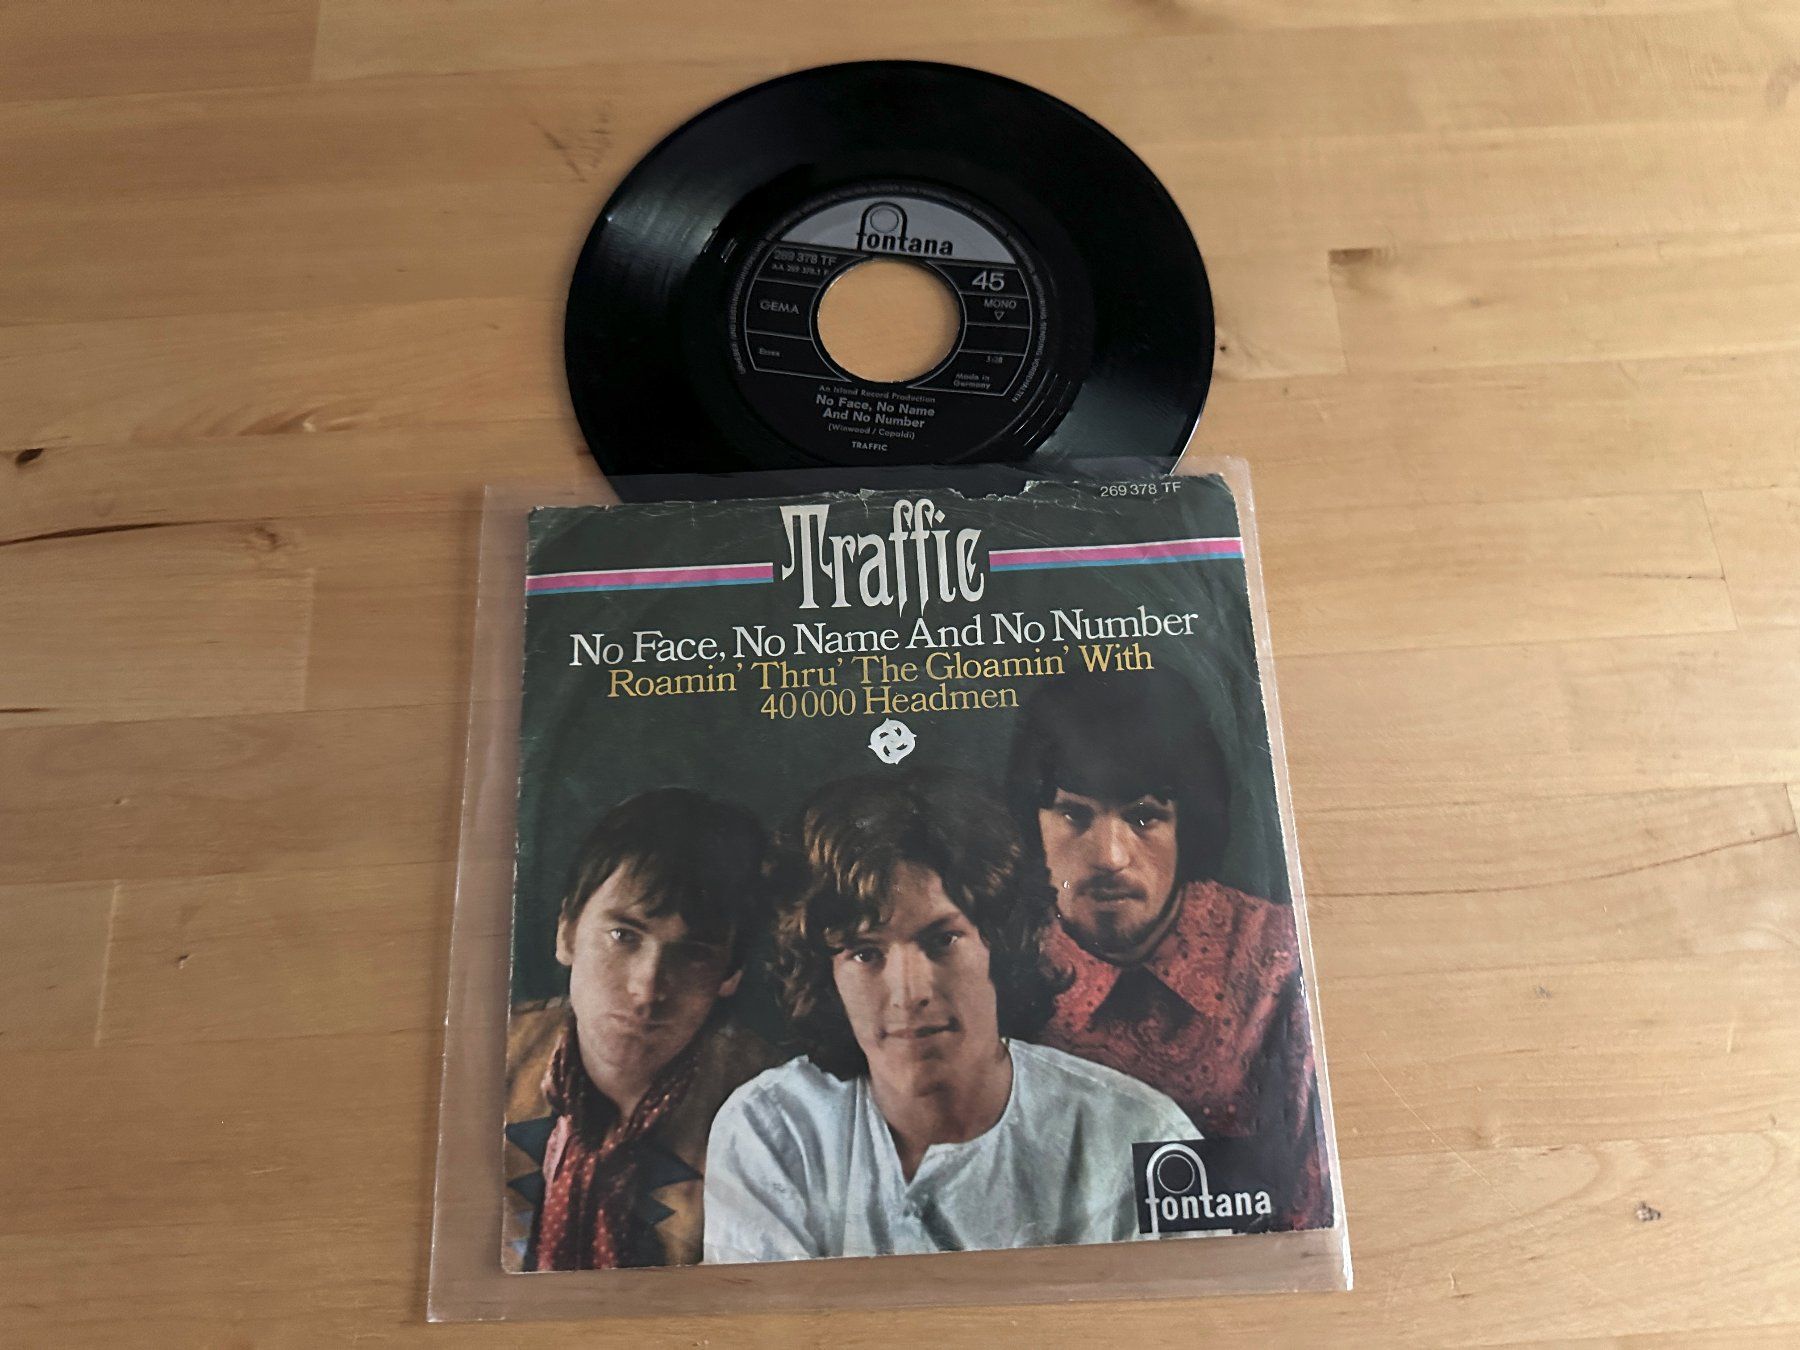 fontana
269 378 TF
AA 269 378.1 F
45
GEMA
MONO
Essex
3:28
Made in
Germany
An Island Record Production
No Face, No Name
And No Number
(Winwood / Capaldi)
TRAFFIC
269 378 TF
Traffic
No Face, No Name And No Number
Roamin' Thru' The Gloamin' With
40 000 Headmen
fontana